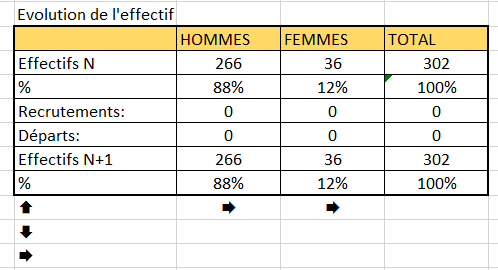 Evolution de l'effectif
HOMMES FEMMES TOTAL
Effectifs N 266 36 302
% 88% 12% 100%
Recrutements: 0 0 0
Départs: 0 0 0
Effectifs N+1 266 36 302
% 88% 12% 100%
🡅 🡆 🡆
🡇
🡆